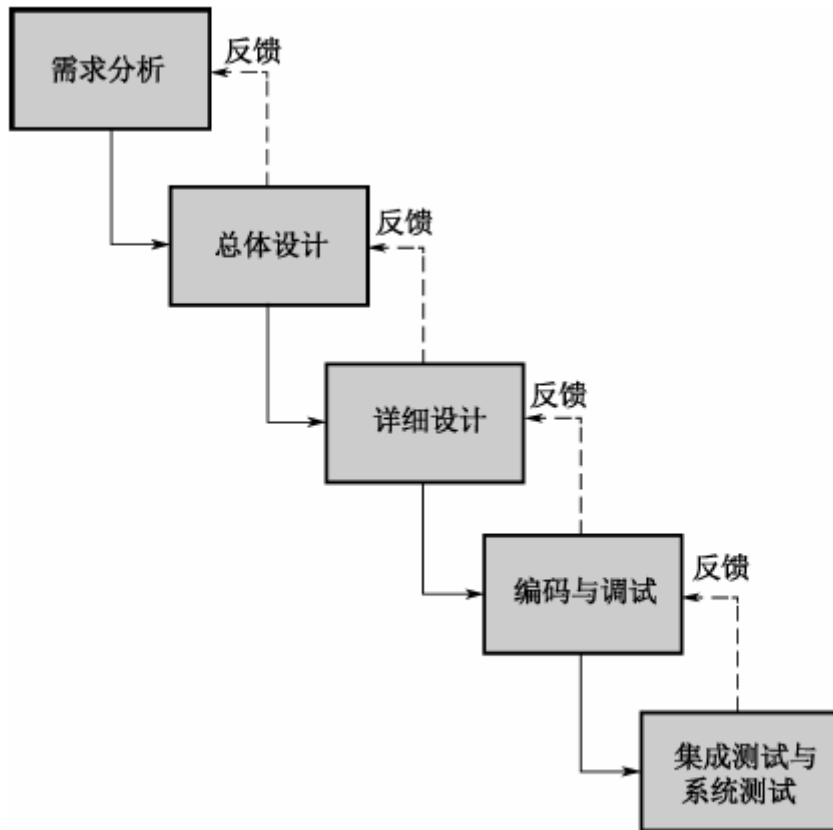 需求分析
反馈
总体设计
反馈
详细设计
反馈
编码与调试
反馈
集成测试与
系统测试